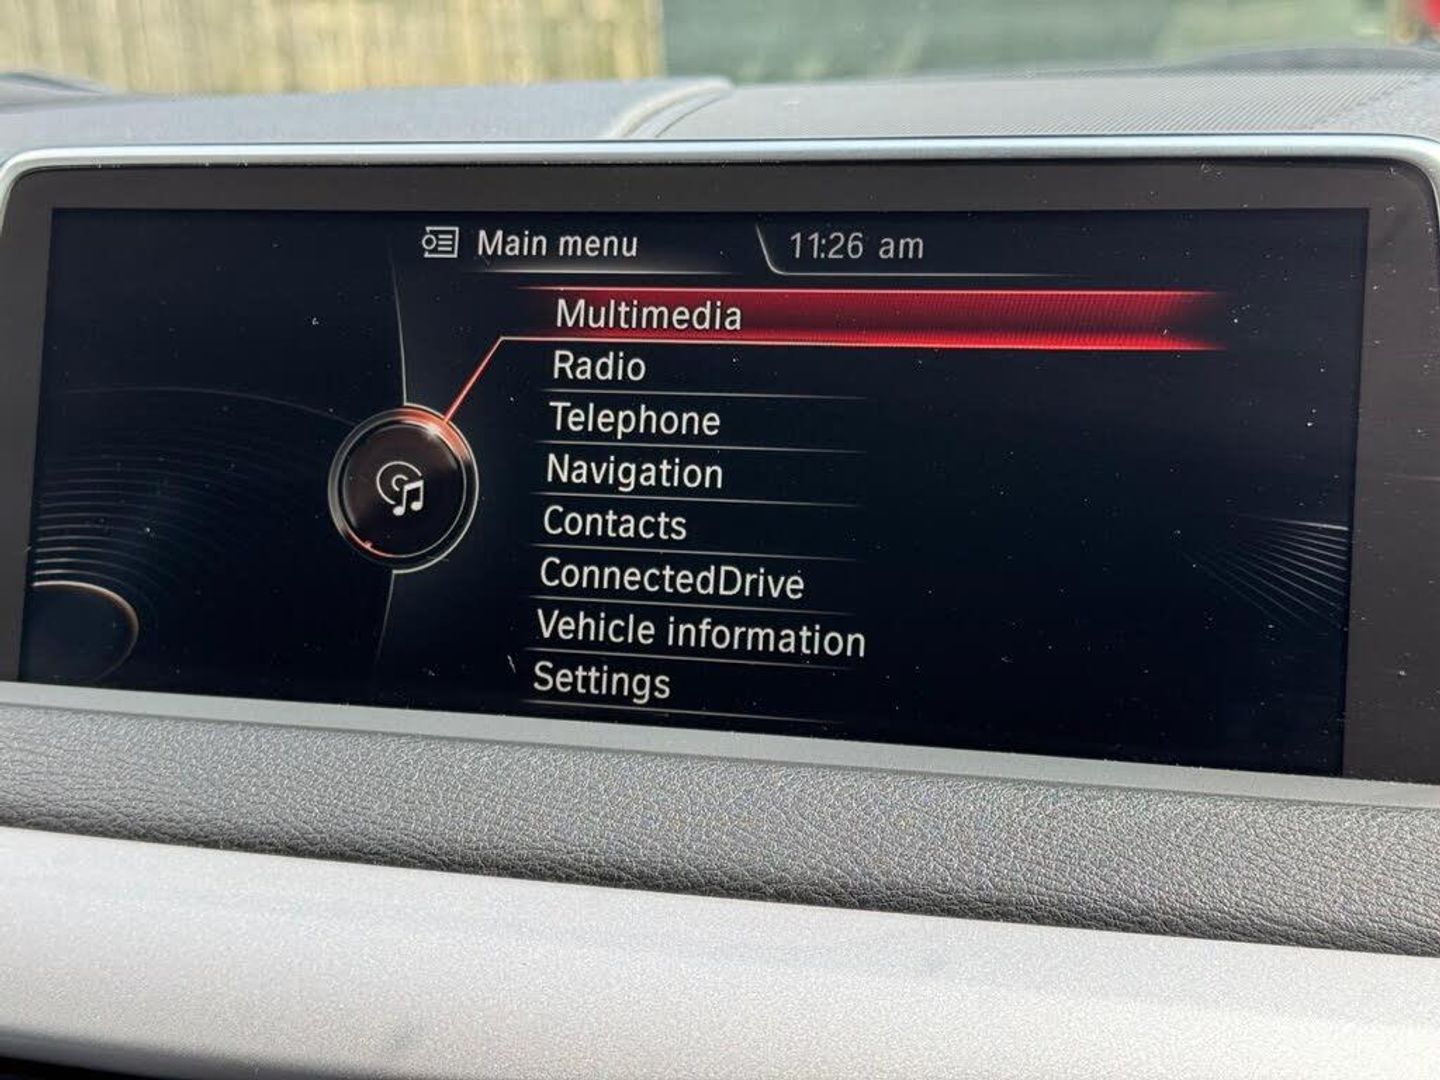 Main menu 11:26 am
Multimedia
Radio
Telephone
Navigation
Contacts
ConnectedDrive
Vehicle information
Settings